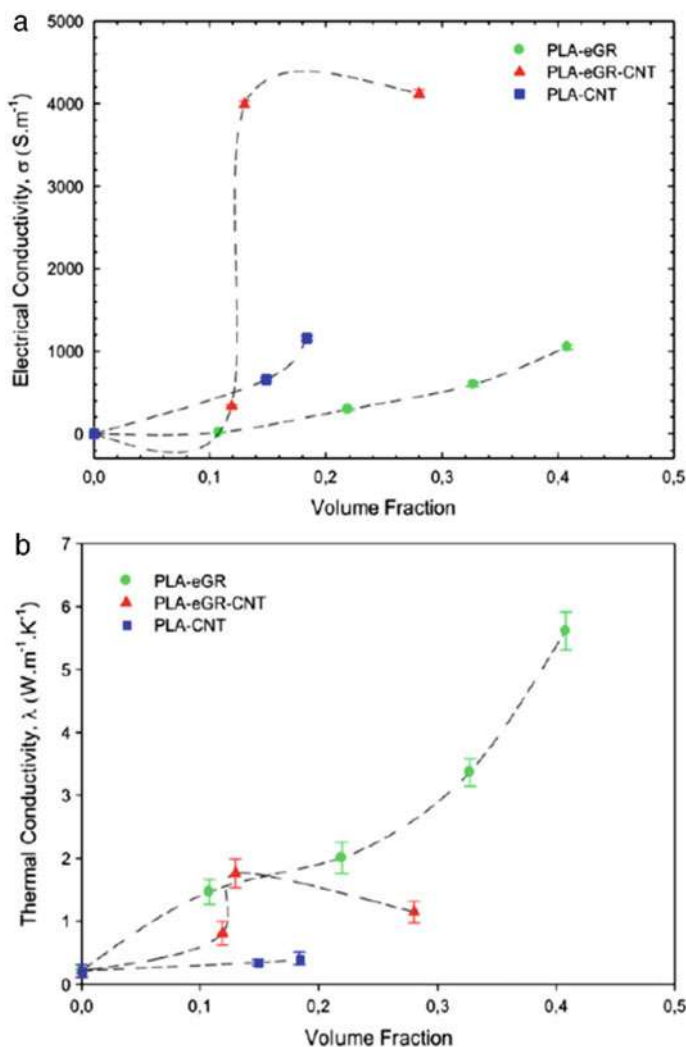 a
5000
4000
3000
2000
1000
0
Electrical Conductivity, σ (S.m⁻¹)
PLA-eGR
PLA-eGR-CNT
PLA-CNT
0,0 0,1 0,2 0,3 0,4 0,5
Volume Fraction
b
7
6
5
4
3
2
1
0
Thermal Conductivity, λ (W.m⁻¹.K⁻¹)
PLA-eGR
PLA-eGR-CNT
PLA-CNT
0,0 0,1 0,2 0,3 0,4 0,5
Volume Fraction